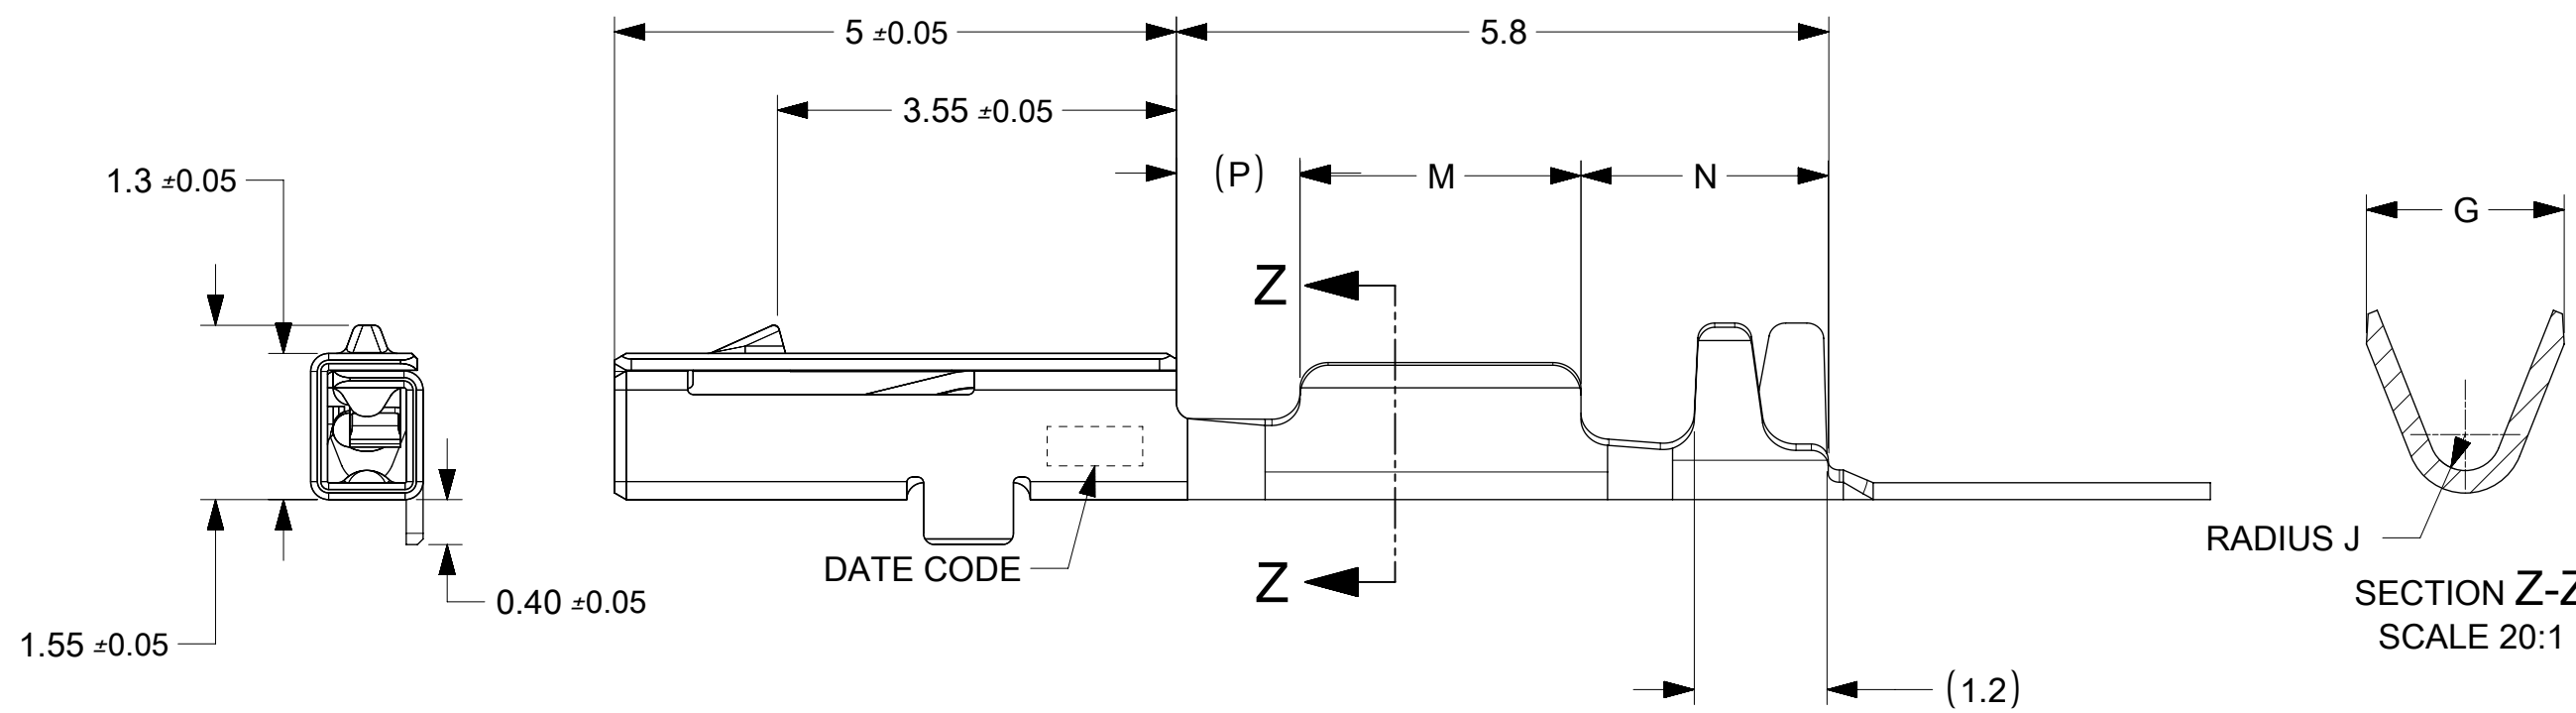 5 ±0.05
5.8
3.55 ±0.05
1.3 ±0.05
(P)
M
N
G
Z
DATE CODE
Z
0.40 ±0.05
1.55 ±0.05
RADIUS J
SECTION Z-Z
SCALE 20:1
(1.2)